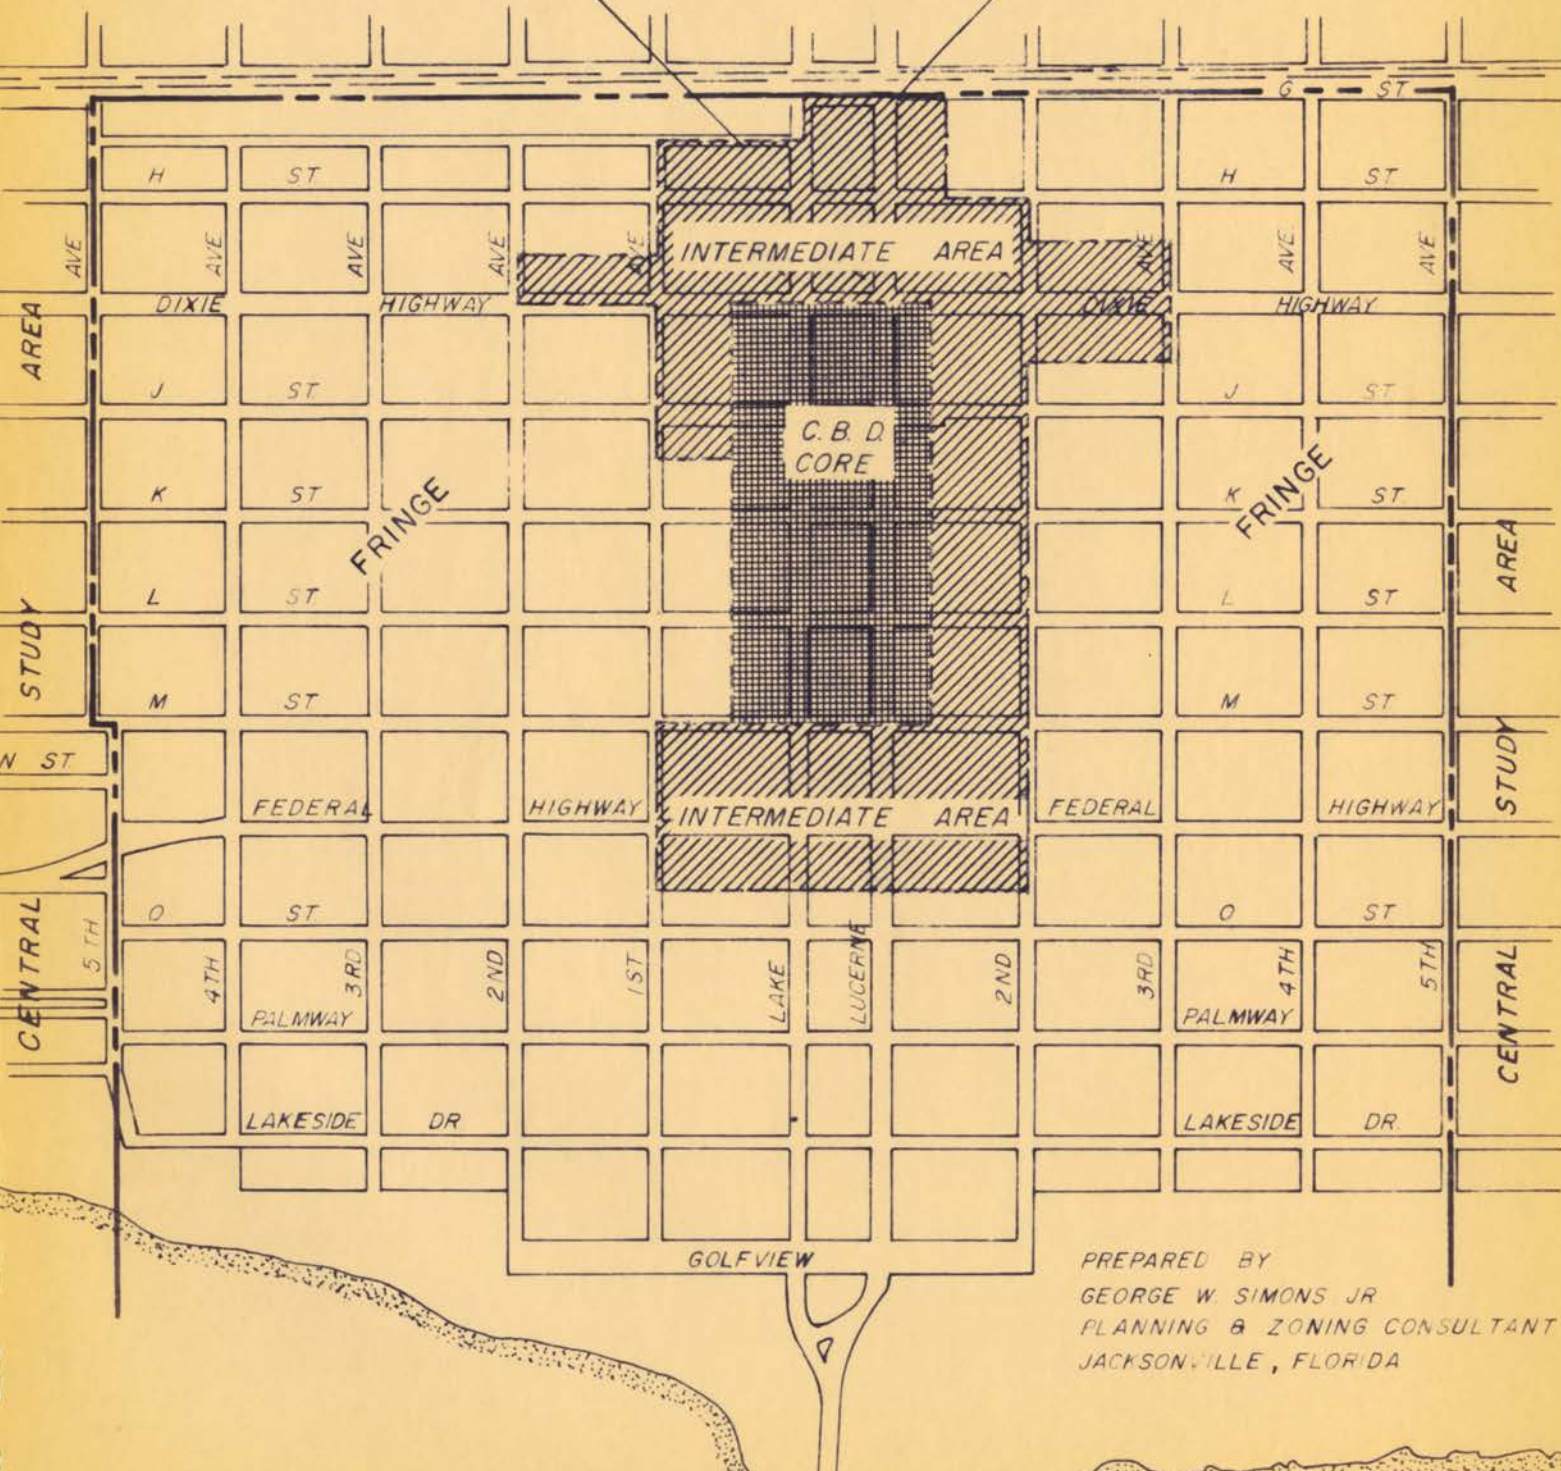 G ST
H ST H ST
AVE AVE AVE AVE AVE AVE AVE AVE
INTERMEDIATE AREA
DIXIE HIGHWAY DIXIE HIGHWAY
AREA
J ST J ST
C. B. D.
CORE
K ST K ST
FRINGE FRINGE
AREA
L ST L ST
STUDY
M ST M ST
N ST
STUDY
FEDERAL HIGHWAY INTERMEDIATE AREA FEDERAL HIGHWAY
O ST O ST
CENTRAL 5TH 4TH 3RD 2ND 1ST LAKE LUCERNE 2ND 3RD 4TH 5TH CENTRAL
PALMWAY PALMWAY
LAKESIDE DR LAKESIDE DR.
GOLFVIEW
PREPARED BY
GEORGE W. SIMONS JR
PLANNING & ZONING CONSULTANT
JACKSONVILLE, FLORIDA